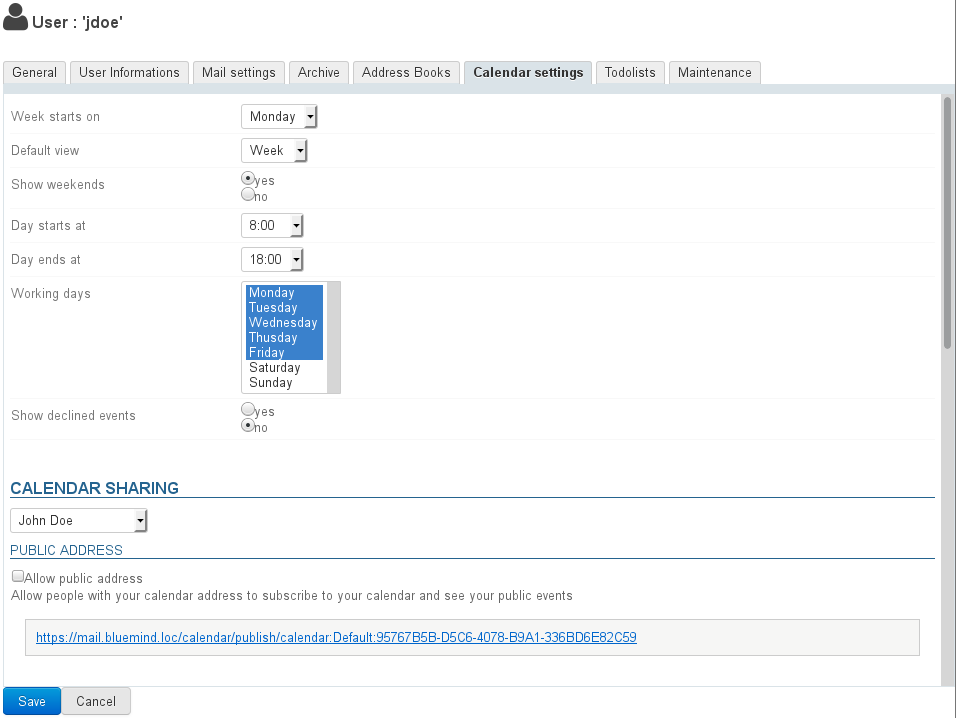 User : 'jdoe'
General User Informations Mail settings Archive Address Books Calendar settings Todolists Maintenance
Week starts on Monday
Default view Week
Show weekends yes
no
Day starts at 8:00
Day ends at 18:00
Working days Monday
Tuesday
Wednesday
Thusday
Friday
Saturday
Sunday
Show declined events yes
no
CALENDAR SHARING
John Doe
PUBLIC ADDRESS
Allow public address
Allow people with your calendar address to subscribe to your calendar and see your public events
https://mail.bluemind.loc/calendar/publish/calendar:Default:95767B5B-D5C6-4078-B9A1-336BD6E82C59
Save Cancel